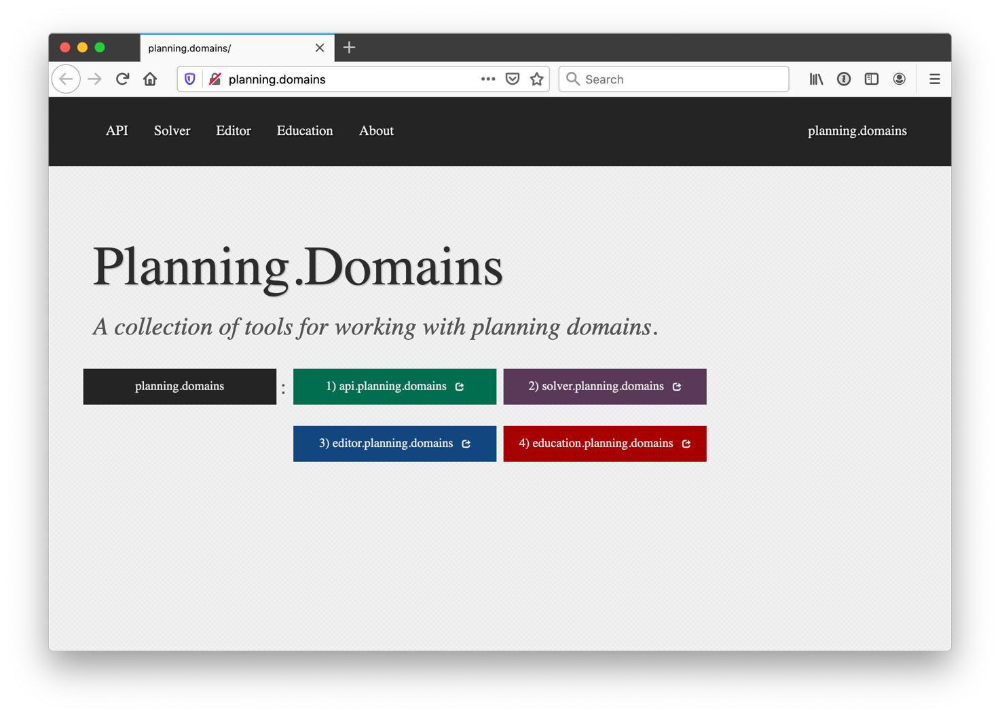 planning.domains/
planning.domains
Search
API Solver Editor Education About planning.domains
Planning.Domains
A collection of tools for working with planning domains.
planning.domains : 1) api.planning.domains 2) solver.planning.domains
3) editor.planning.domains 4) education.planning.domains